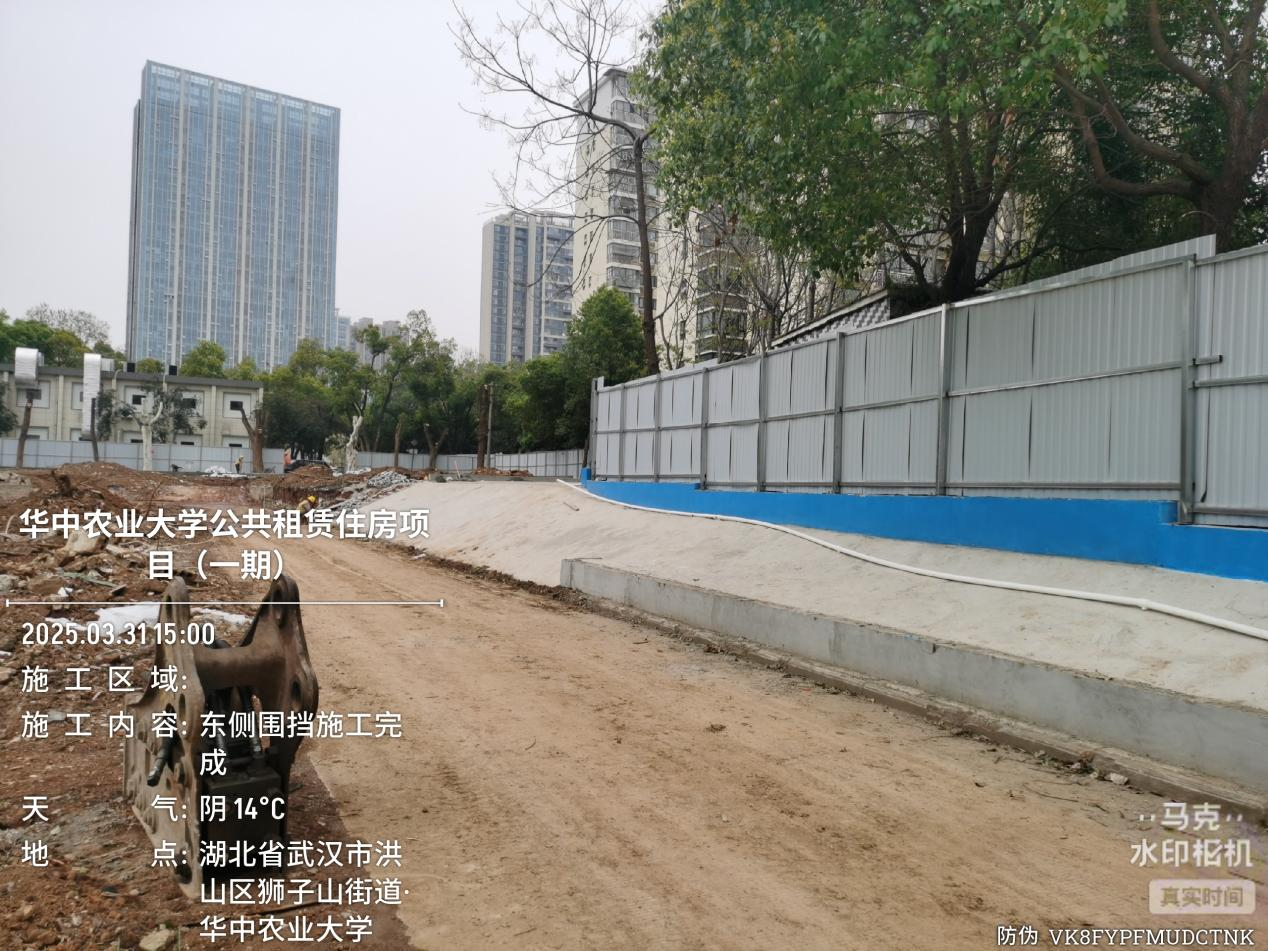 华中农业大学公共租赁住房项
目（一期）
2025.03.31 15:00
施工区域:
施工内容: 东侧围挡施工完
成
天气: 阴 14°C
地点: 湖北省武汉市洪
山区狮子山街道·
华中农业大学
马克
水印相机
真实时间
防伪 VK8FYPFMUDCTNK